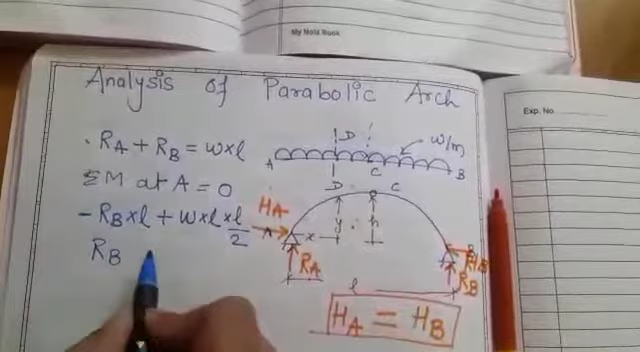 My Note Book
Analysis of Parabolic Arch
Exp. No.
. RA + RB = w×l
ΣM at A = 0
- RB×l + w×l×l/2
RB
D
w/m
A
C
B
D
C
HA
A
x
y
h
B
HB
RA
RB
l
HA = HB